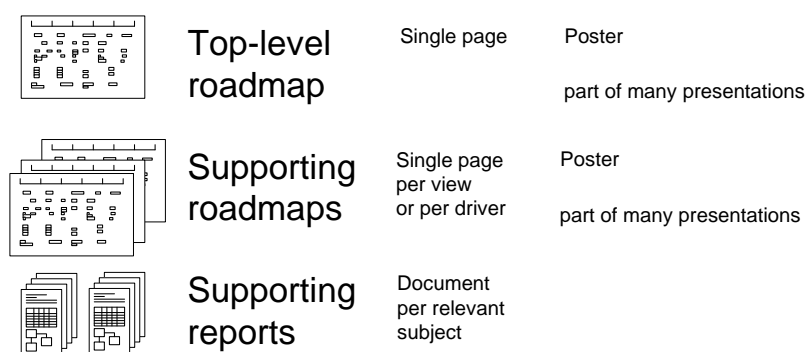 Top-level
roadmap
Single page
Poster
part of many presentations
Supporting
roadmaps
Single page
per view
or per driver
Poster
part of many presentations
Supporting
reports
Document
per relevant
subject